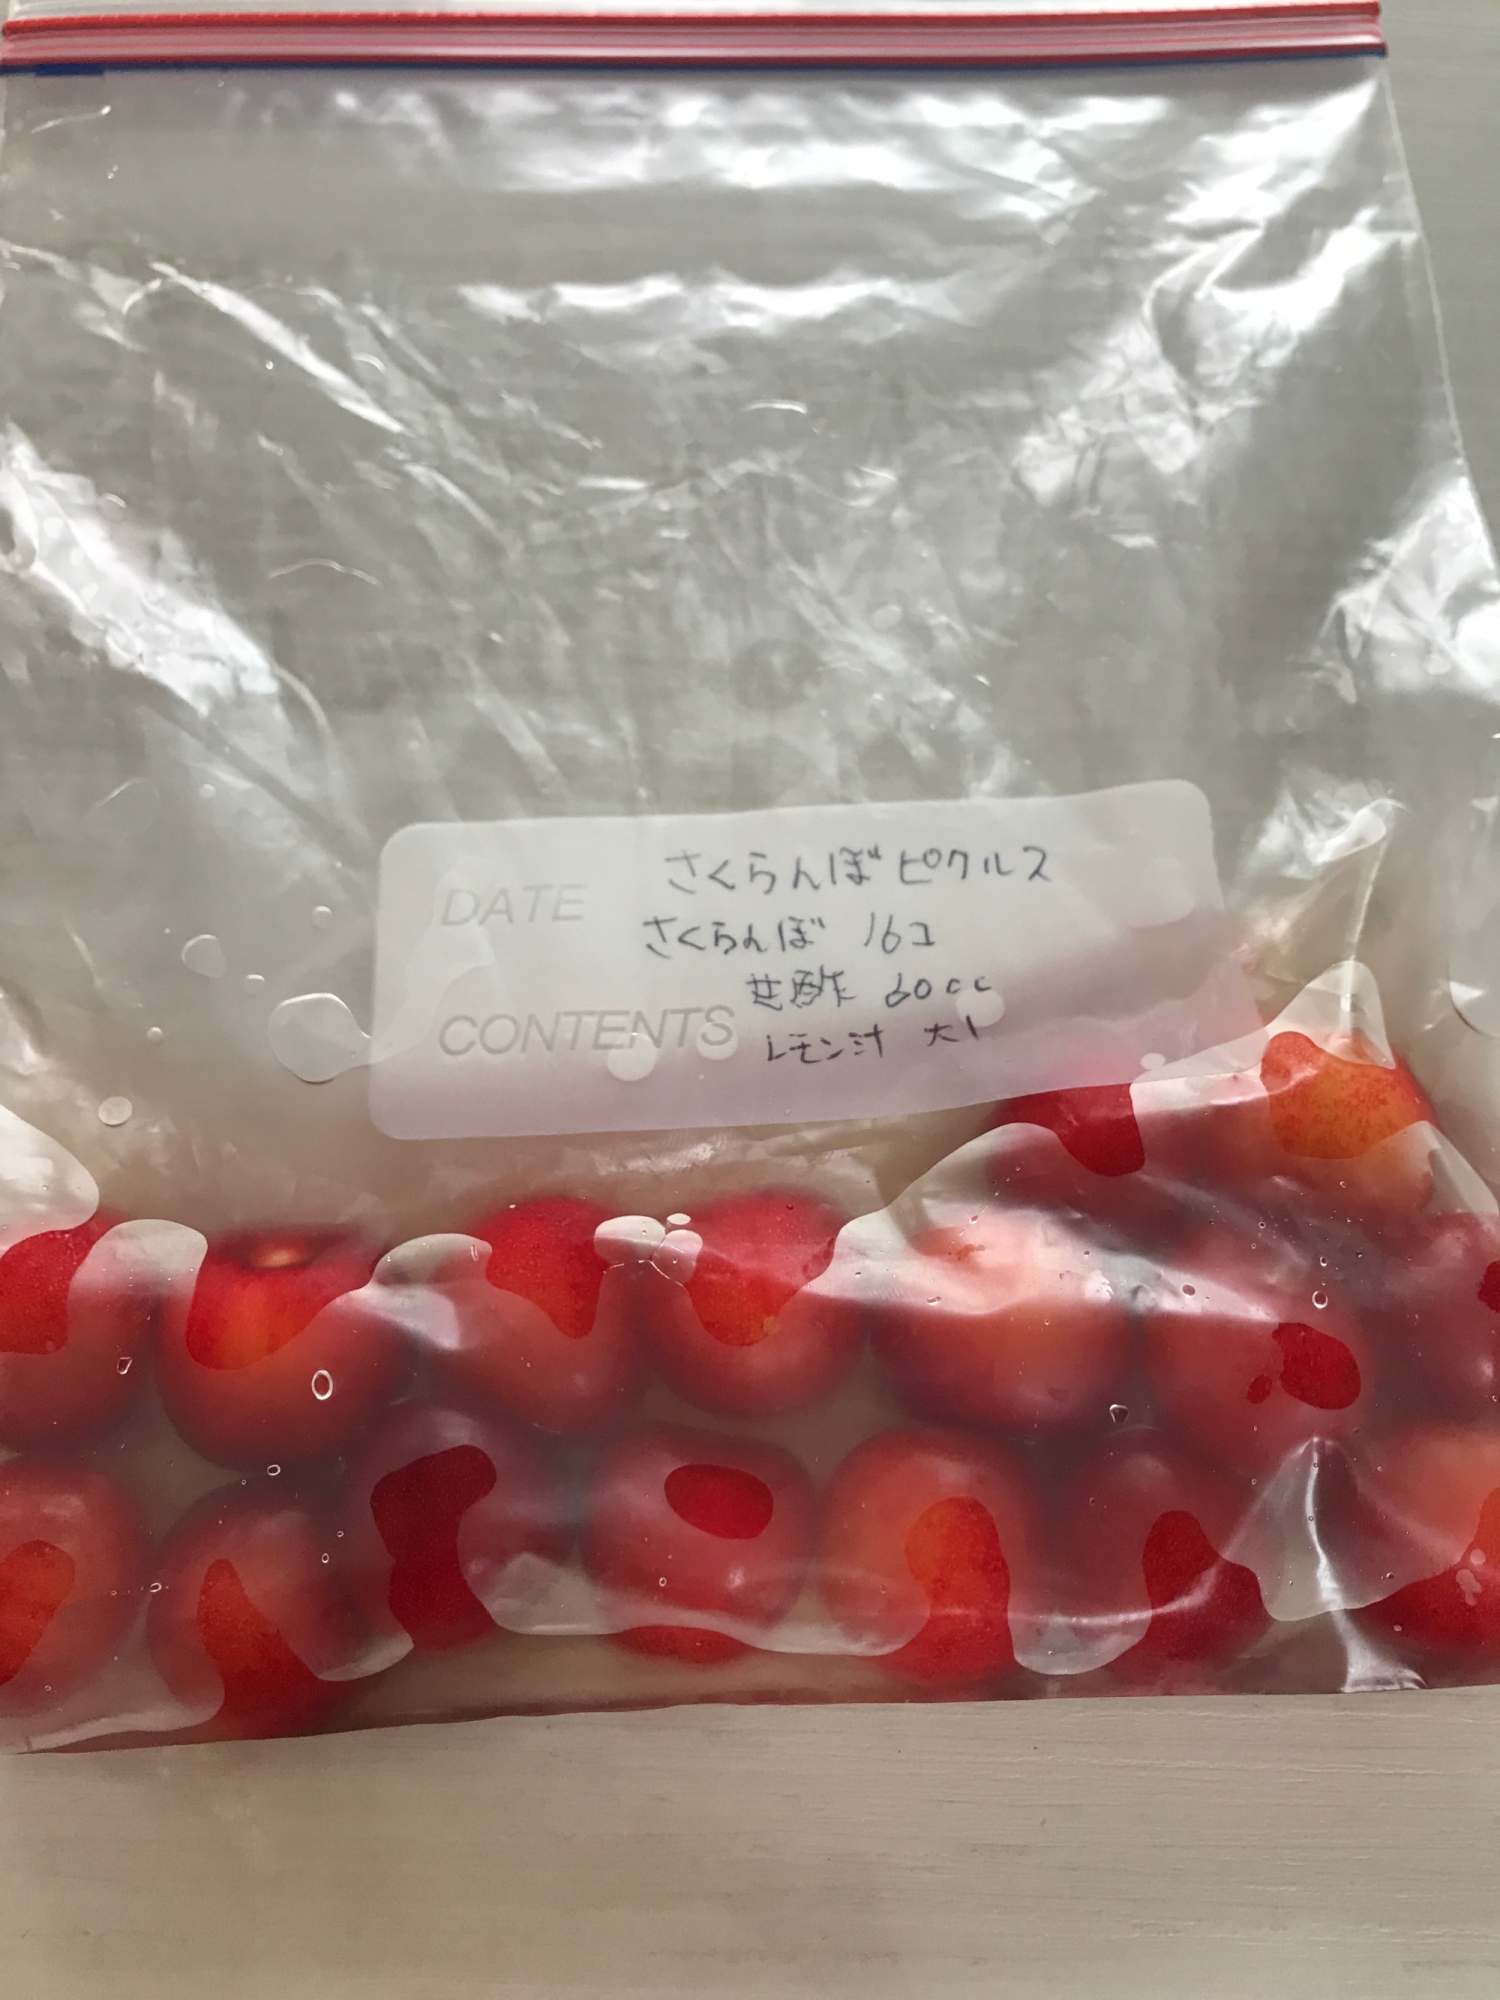 DATE
さくらんぼピクルス
さくらんぼ 16コ
甘酢 60cc
CONTENTS
レモン汁 大1